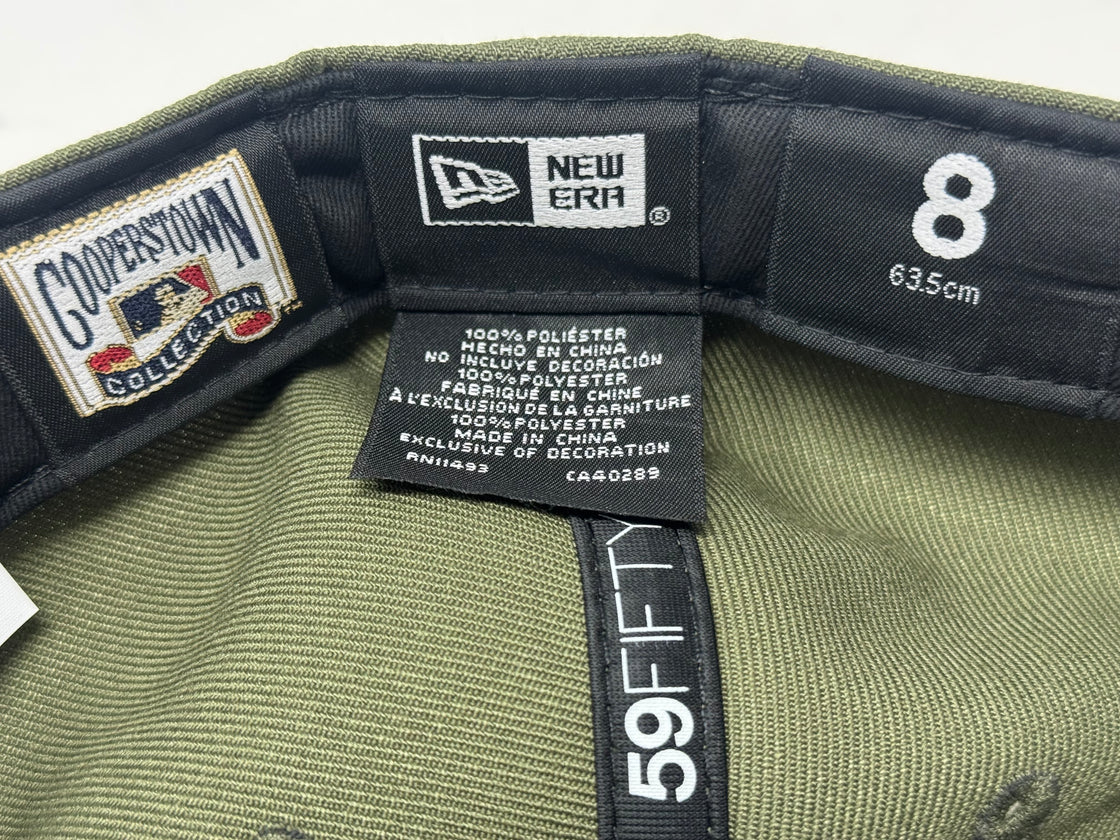 COOPERSTOWN
COLLECTION
NEW
ERA
®
8
63.5cm
100% POLIÉSTER
HECHO EN CHINA
NO INCLUYE DECORACIÓN
100% POLYESTER
FABRIQUÉ EN CHINE
À L'EXCLUSION DE LA GARNITURE
100% POLYESTER
MADE IN CHINA
EXCLUSIVE OF DECORATION
RN11493 CA40289
59FIFTY